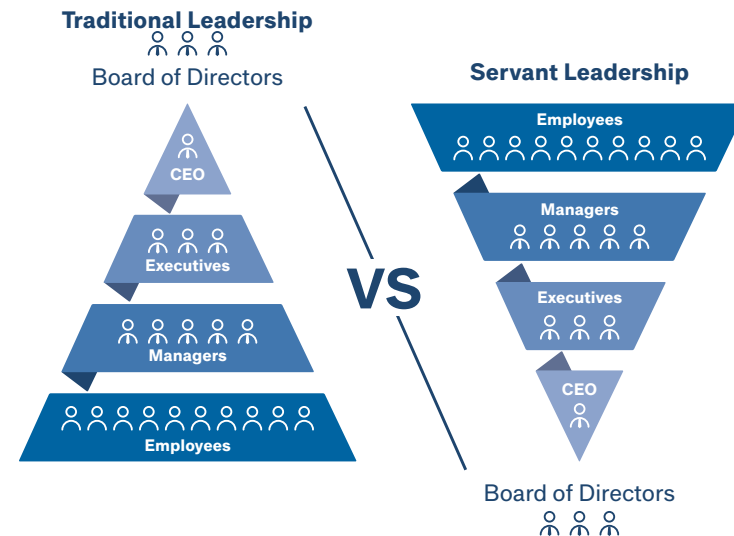 Traditional Leadership
Board of Directors
CEO
Executives
Managers
Employees
VS
Servant Leadership
Employees
Managers
Executives
CEO
Board of Directors